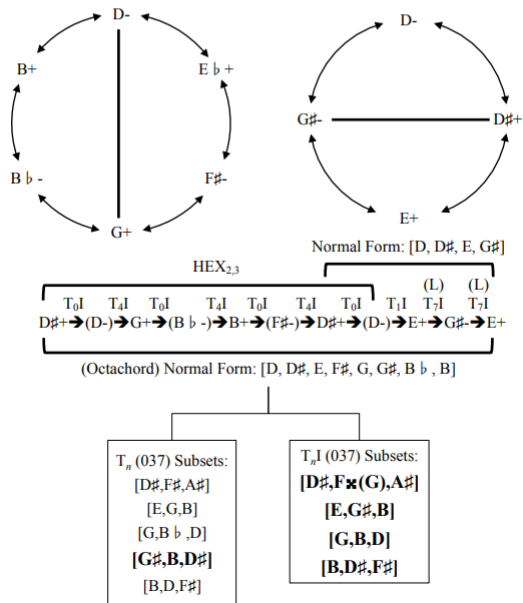 D-
B+
E♭+
B♭-
F♯-
G+
D-
G♯-
D♯+
E+
Normal Form: [D, D♯, E, G♯]
HEX2,3
(L) (L)
T0I T4I T0I T4I T0I T4I T0I T1I T7I T7I
D♯+➔(D-)➔G+➔(B♭-)➔B+➔(F♯-)➔D♯+➔(D-)➔E+➔G♯-➔E+
(Octachord) Normal Form: [D, D♯, E, F♯, G, G♯, B♭, B]
Tn (037) Subsets:
[D♯,F♯,A♯]
[E,G,B]
[G,B♭,D]
[G♯,B,D♯]
[B,D,F♯]
TnI (037) Subsets:
[D♯,F𝄪(G),A♯]
[E,G♯,B]
[G,B,D]
[B,D♯,F♯]